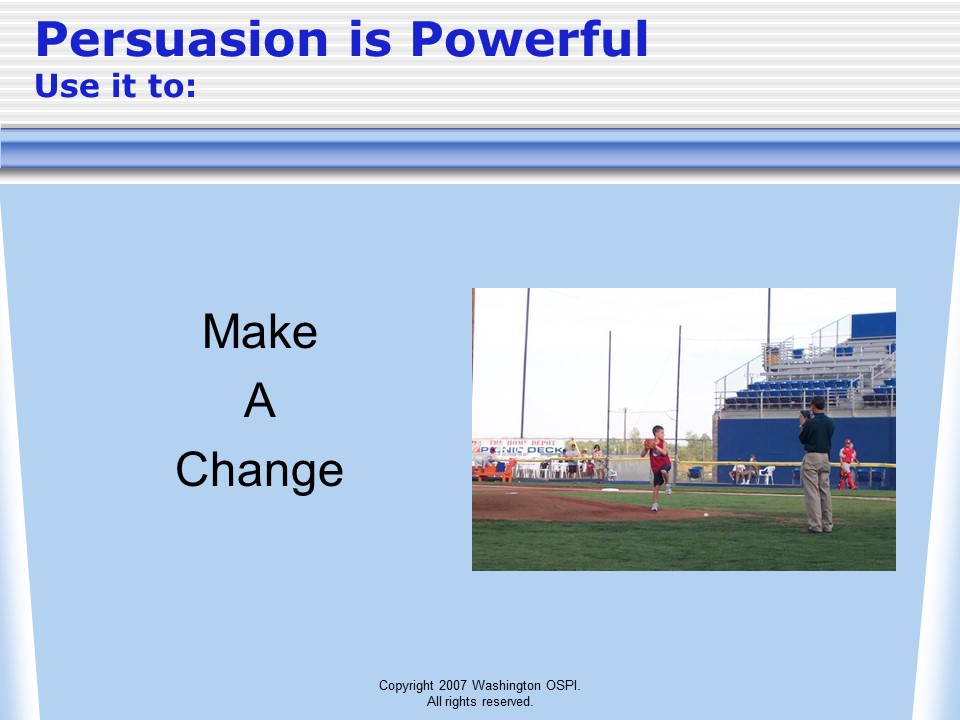 Persuasion is Powerful
Use it to:
Make
A
Change
THE HOME DEPOT
PICNIC DECK
Copyright 2007 Washington OSPI.
All rights reserved.